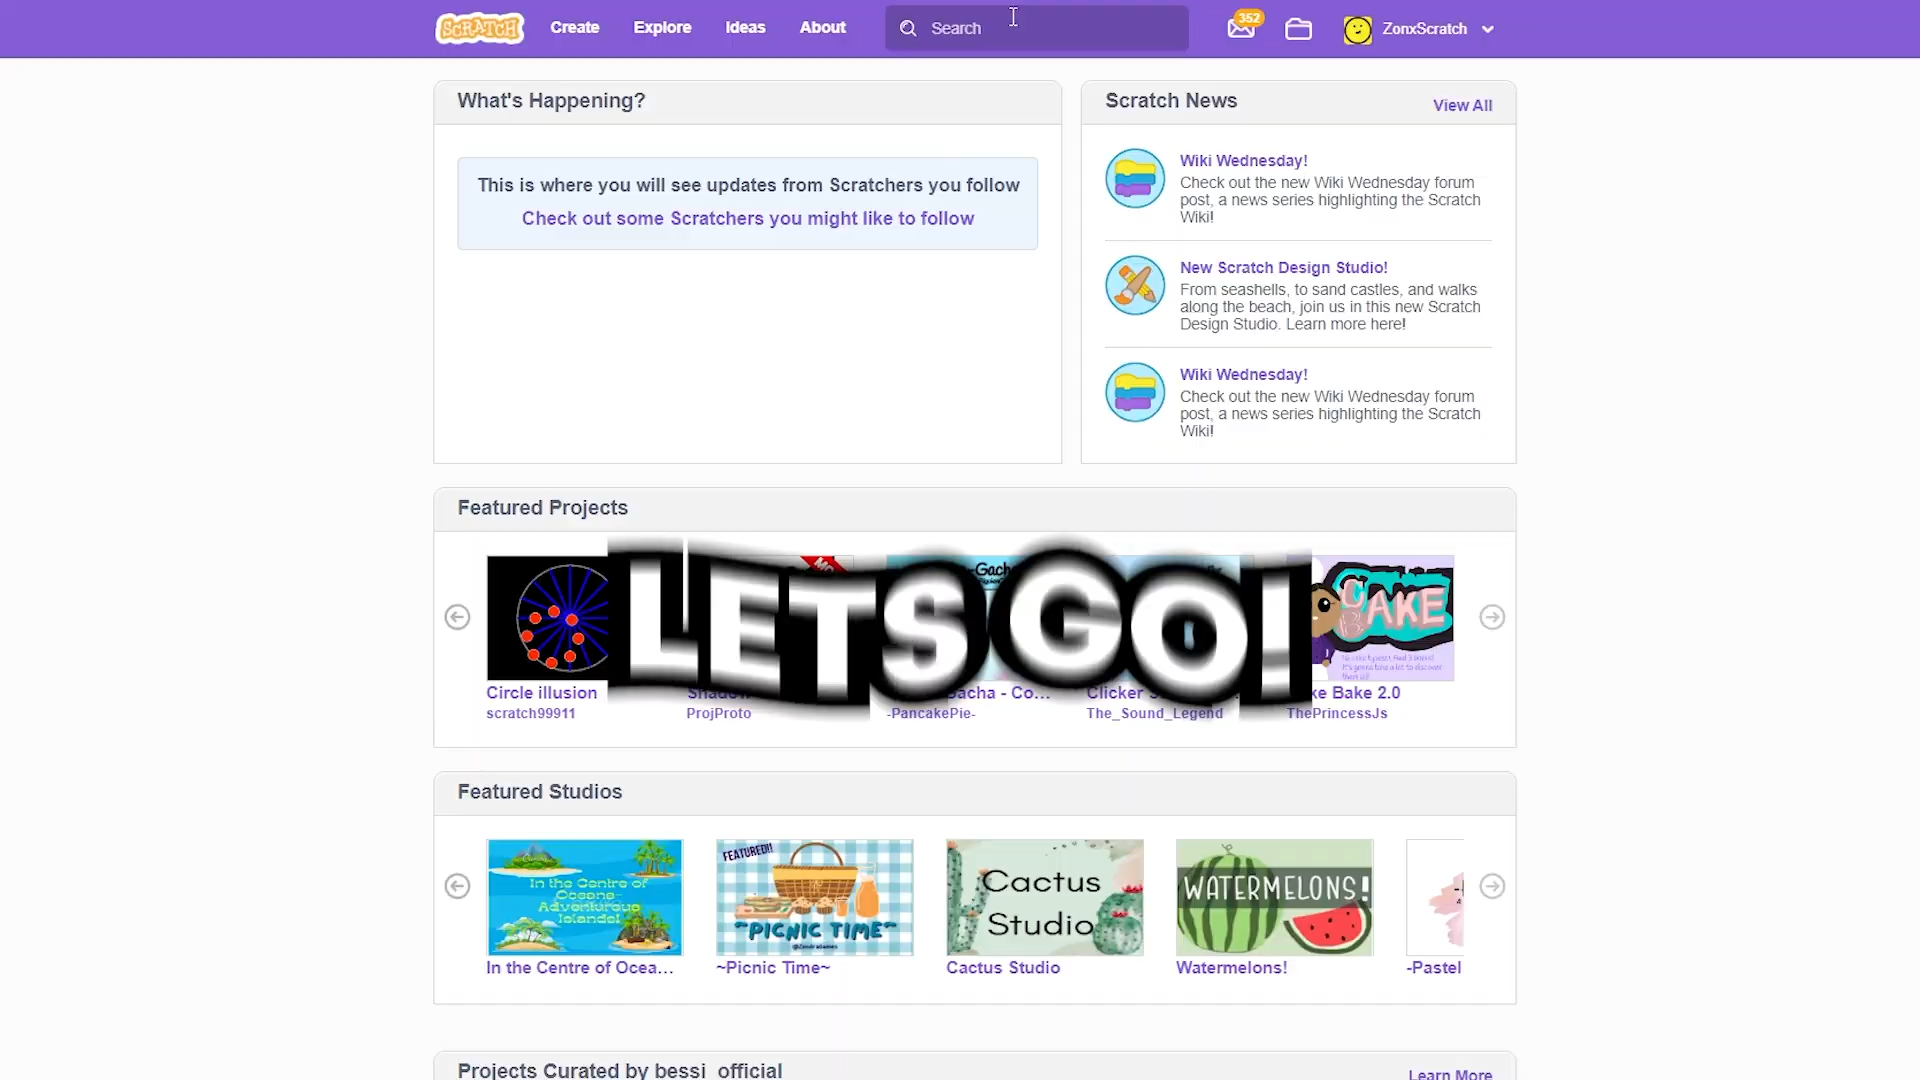 SCRATCH
Create
Explore
Ideas
About
Search
352
ZonxScratch
What's Happening?
This is where you will see updates from Scratchers you follow
Check out some Scratchers you might like to follow
Scratch News
View All
Wiki Wednesday!
Check out the new Wiki Wednesday forum
post, a news series highlighting the Scratch
Wiki!
New Scratch Design Studio!
From seashells, to sand castles, and walks
along the beach, join us in this new Scratch
Design Studio. Learn more here!
Wiki Wednesday!
Check out the new Wiki Wednesday forum
post, a news series highlighting the Scratch
Wiki!
Featured Projects
LETS GO!
CAKE
Circle illusion
scratch99911
ProjProto
Gacha - Co...
-PancakePie-
Clicker
The_Sound_Legend
Bake 2.0
ThePrincessJs
Featured Studios
In the Centre of
Oceans-
Adventurous
Islands!
In the Centre of Ocea...
FEATURED!!
~PICNIC TIME~
~Picnic Time~
Cactus
Studio
Cactus Studio
WATERMELONS!
Watermelons!
-Pastel
Projects Curated by bessi_official
Learn More